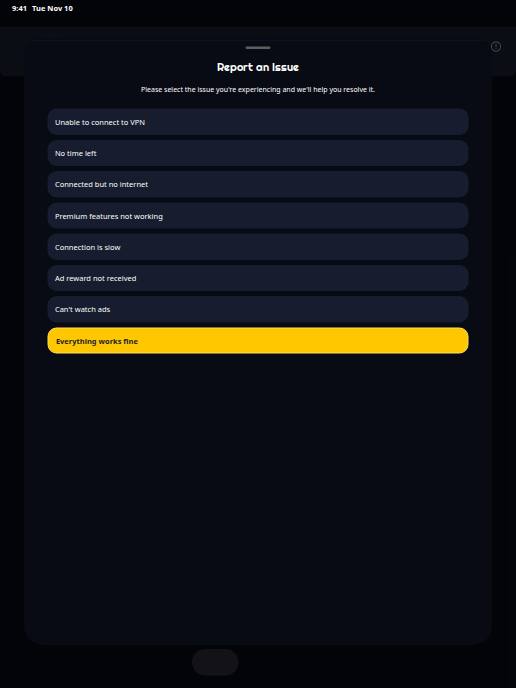 9:41 Tue Nov 10
Report an Issue
Please select the issue you're experiencing and we'll help you resolve it.
Unable to connect to VPN
No time left
Connected but no internet
Premium features not working
Connection is slow
Ad reward not received
Can't watch ads
Everything works fine